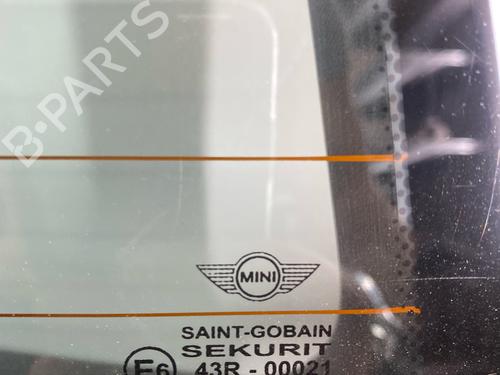 B-PARTS
MINI
SAINT-GOBAIN
SEKURIT
E6 43R - 00021